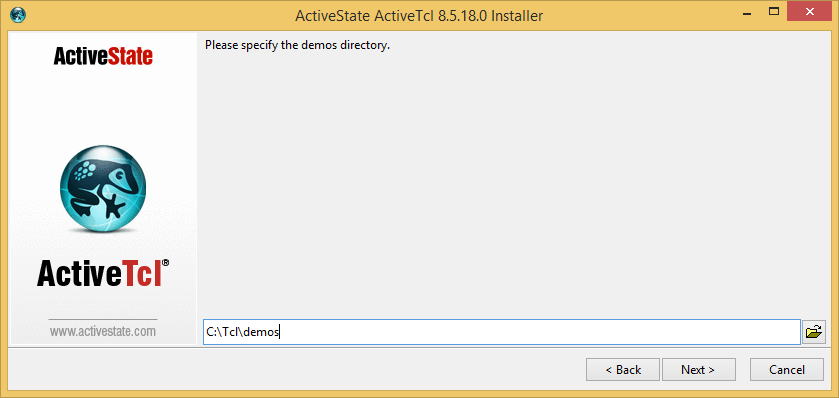 ActiveState ActiveTcl 8.5.18.0 Installer
ActiveState
Please specify the demos directory.
ActiveTcl®
www.activestate.com
C:\Tcl\demos
< Back
Next >
Cancel